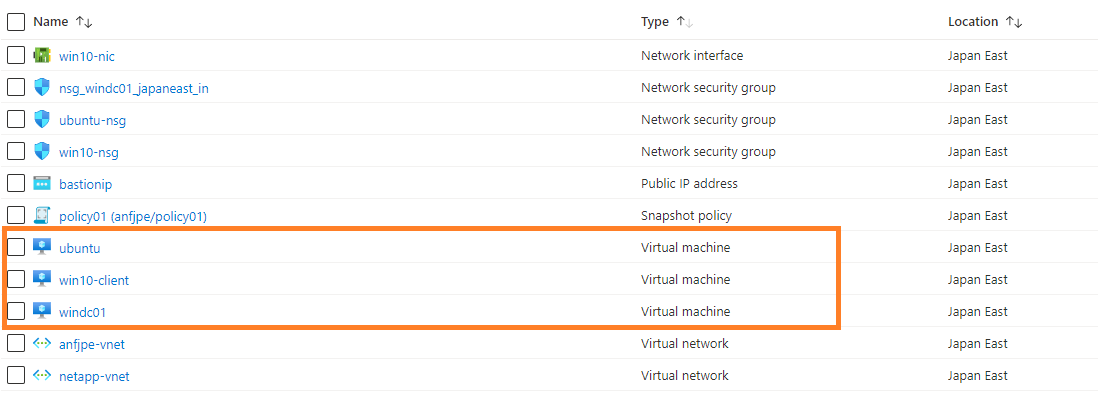 Name Type Location
win10-nic Network interface Japan East
nsg_windc01_japaneast_in Network security group Japan East
ubuntu-nsg Network security group Japan East
win10-nsg Network security group Japan East
bastionip Public IP address Japan East
policy01 (anfjpe/policy01) Snapshot policy Japan East
ubuntu Virtual machine Japan East
win10-client Virtual machine Japan East
windc01 Virtual machine Japan East
anfjpe-vnet Virtual network Japan East
netapp-vnet Virtual network Japan East